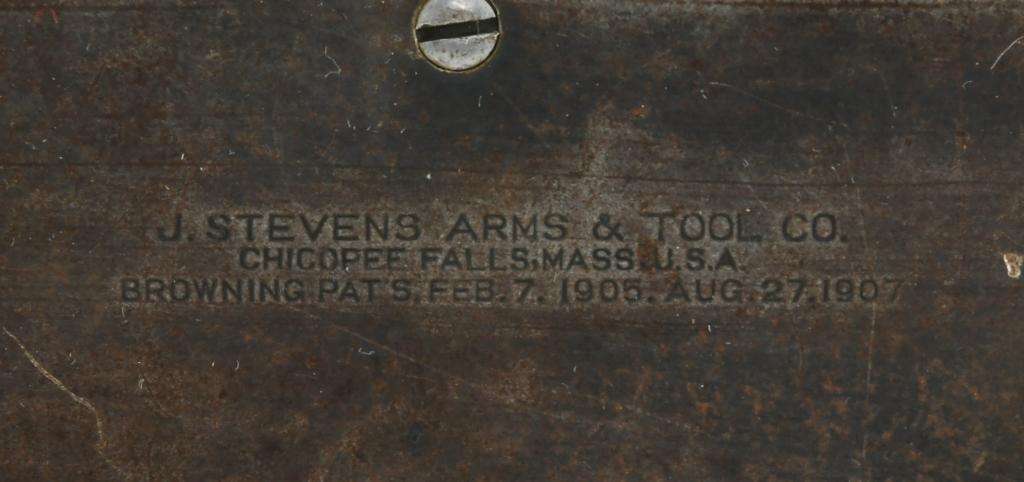 J. STEVENS ARMS & TOOL CO.
CHICOPEE FALLS, MASS. U.S.A.
BROWNING PAT'S. FEB. 7. 1905. AUG. 27. 1907